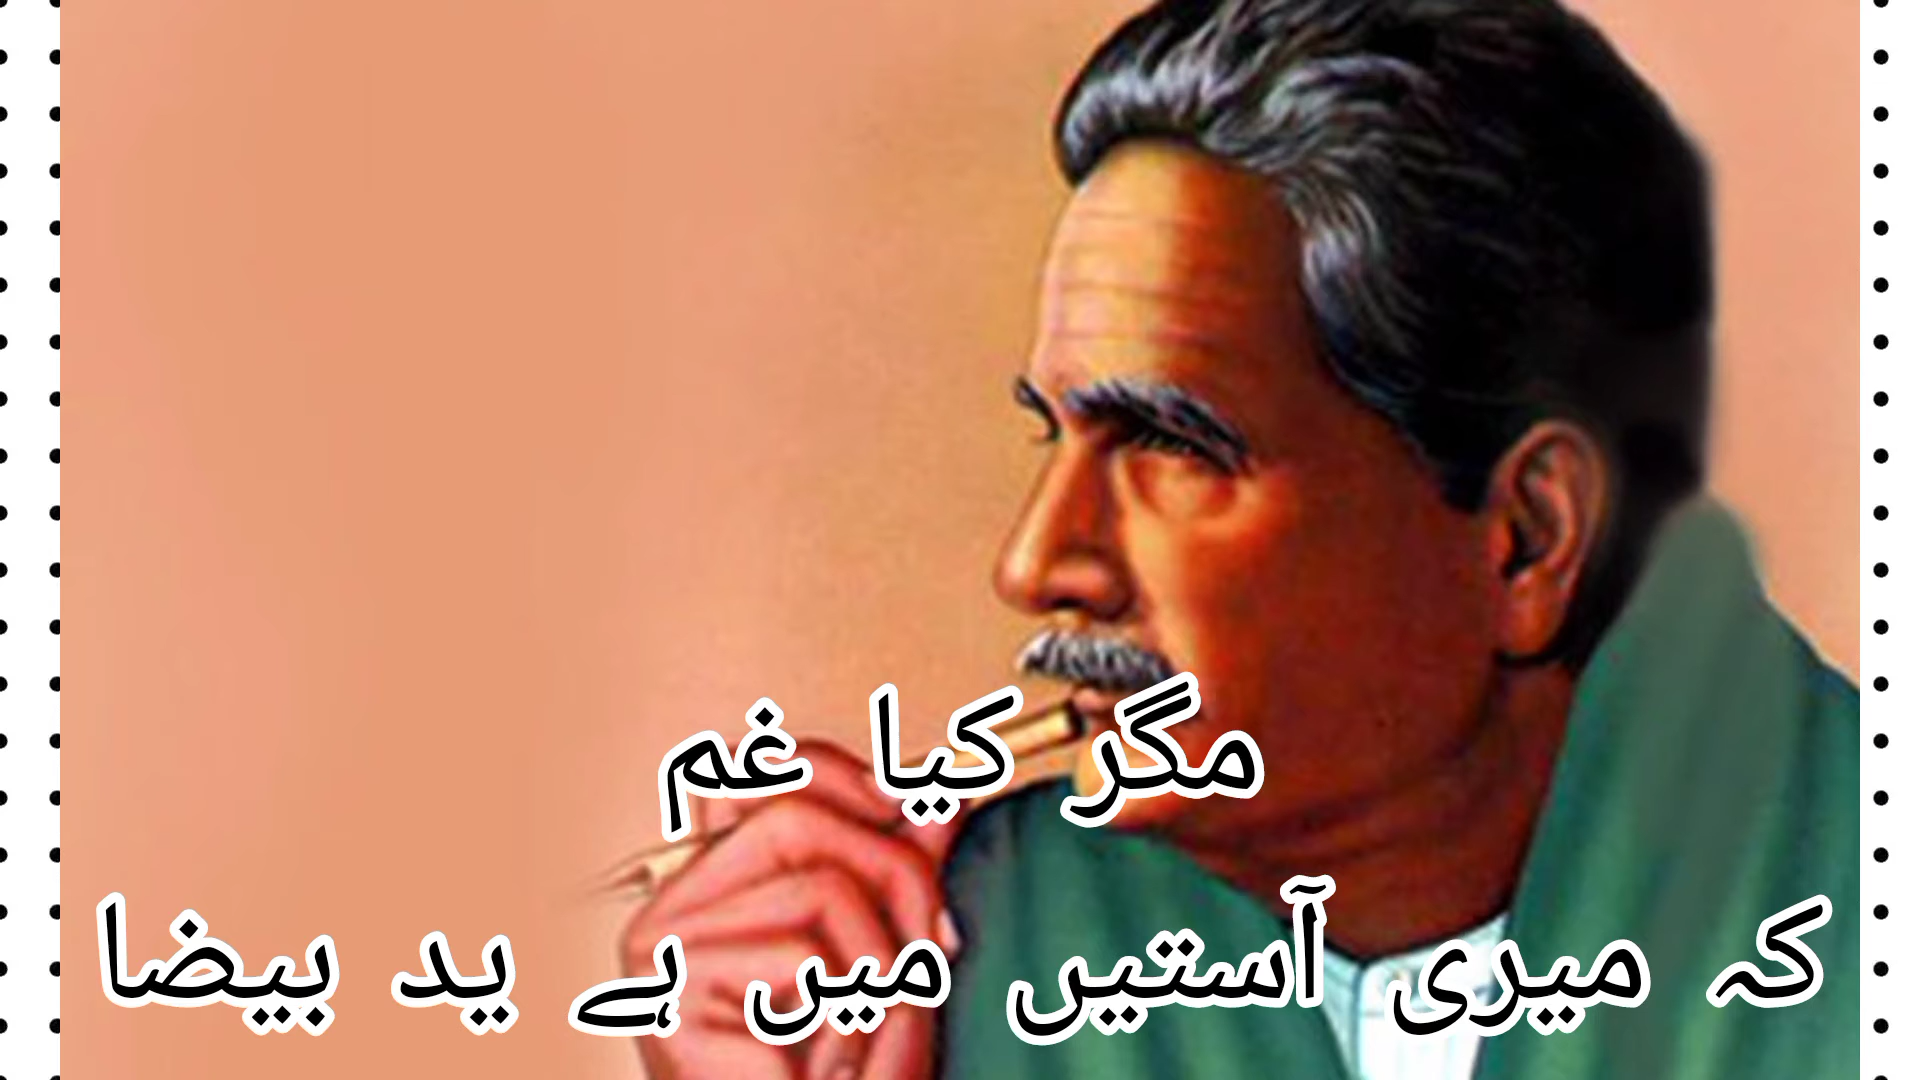 مگر کیا غم
کہ میری آستیں میں ہے ید بیضا